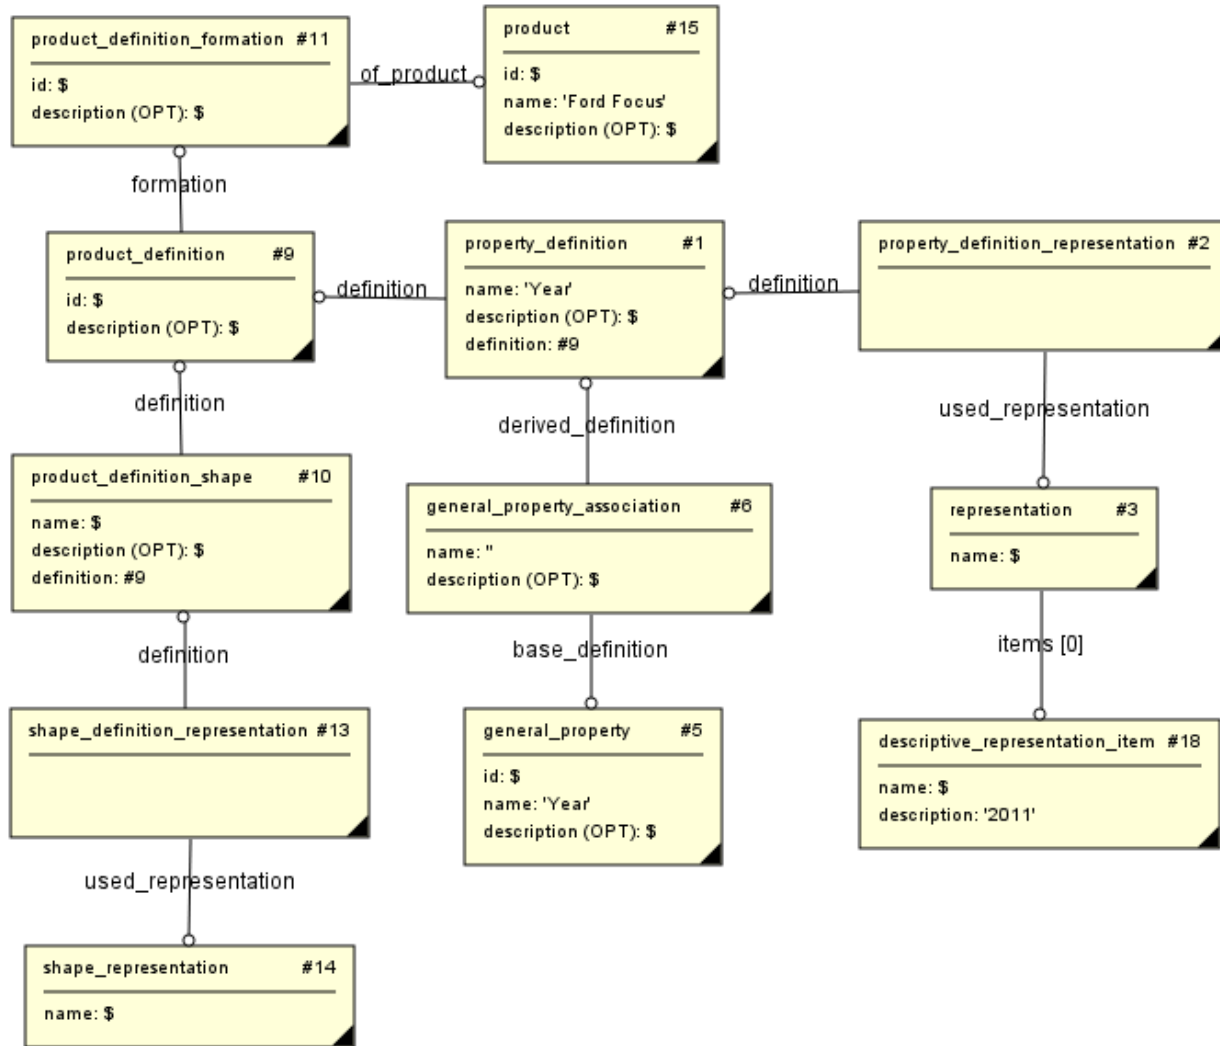 product_definition_formation #11
id: $
description (OPT): $
of_product
product #15
id: $
name: 'Ford Focus'
description (OPT): $
formation
product_definition #9
id: $
description (OPT): $
definition
property_definition #1
name: 'Year'
description (OPT): $
definition: #9
definition
property_definition_representation #2
definition
derived_definition
used_representation
product_definition_shape #10
name: $
description (OPT): $
definition: #9
general_property_association #6
name: ''
description (OPT): $
representation #3
name: $
definition
base_definition
items [0]
shape_definition_representation #13
general_property #5
id: $
name: 'Year'
description (OPT): $
descriptive_representation_item #18
name: $
description: '2011'
used_representation
shape_representation #14
name: $